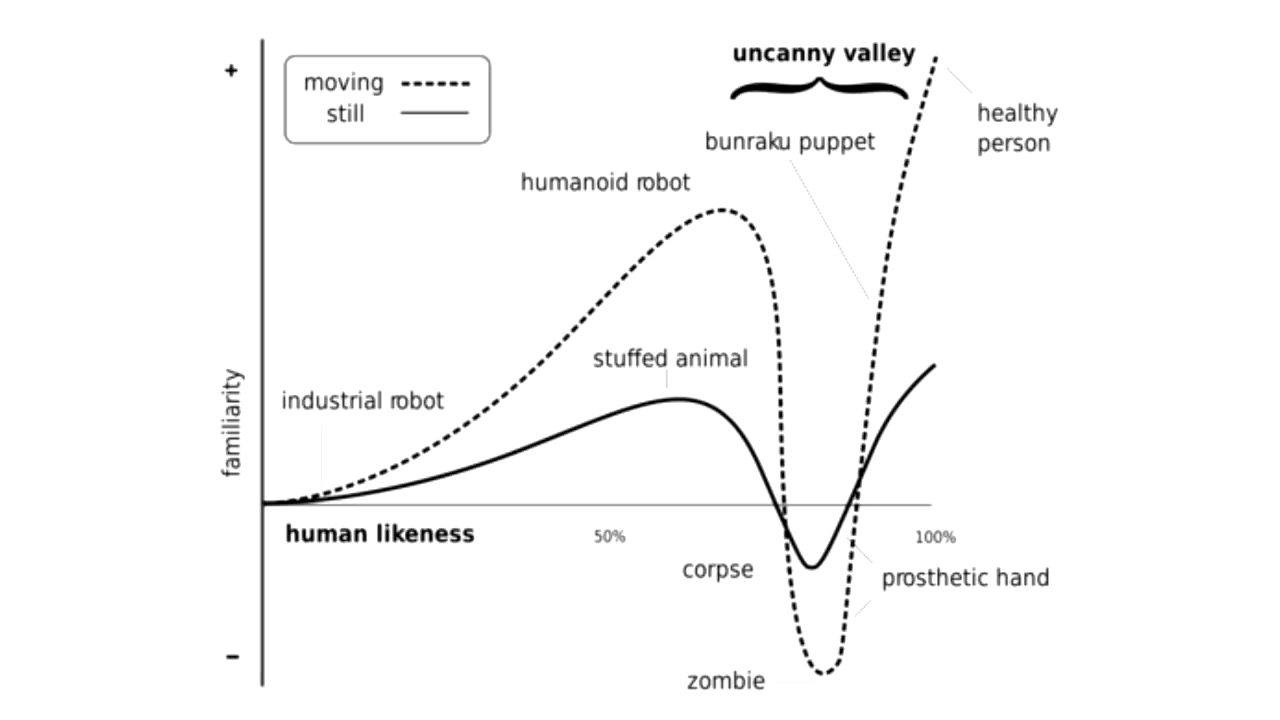 +
uncanny valley
moving
still
healthy
person
bunraku puppet
humanoid robot
stuffed animal
industrial robot
familiarity
human likeness
50%
100%
corpse
prosthetic hand
–
zombie